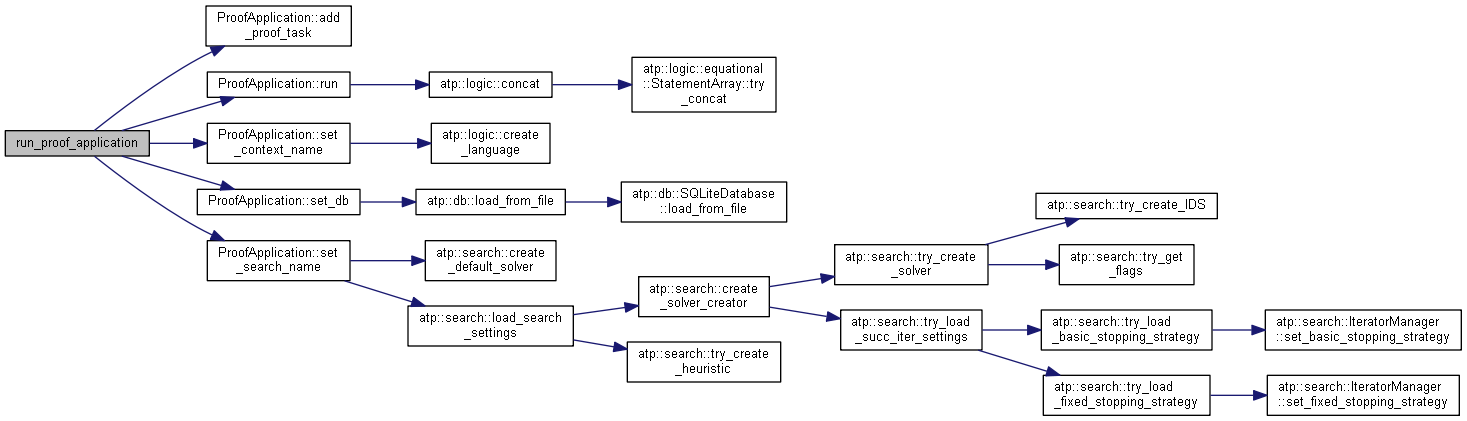 run_proof_application
ProofApplication::add
_proof_task
ProofApplication::run
atp::logic::concat
atp::logic::equational
::StatementArray::try
_concat
ProofApplication::set
_context_name
atp::logic::create
_language
ProofApplication::set_db
atp::db::load_from_file
atp::db::SQLiteDatabase
::load_from_file
ProofApplication::set
_search_name
atp::search::create
_default_solver
atp::search::load_search
_settings
atp::search::create
_solver_creator
atp::search::try_create
_solver
atp::search::try_create_IDS
atp::search::try_get
_flags
atp::search::try_load
_succ_iter_settings
atp::search::try_load
_basic_stopping_strategy
atp::search::IteratorManager
::set_basic_stopping_strategy
atp::search::try_load
_fixed_stopping_strategy
atp::search::IteratorManager
::set_fixed_stopping_strategy
atp::search::try_create
_heuristic